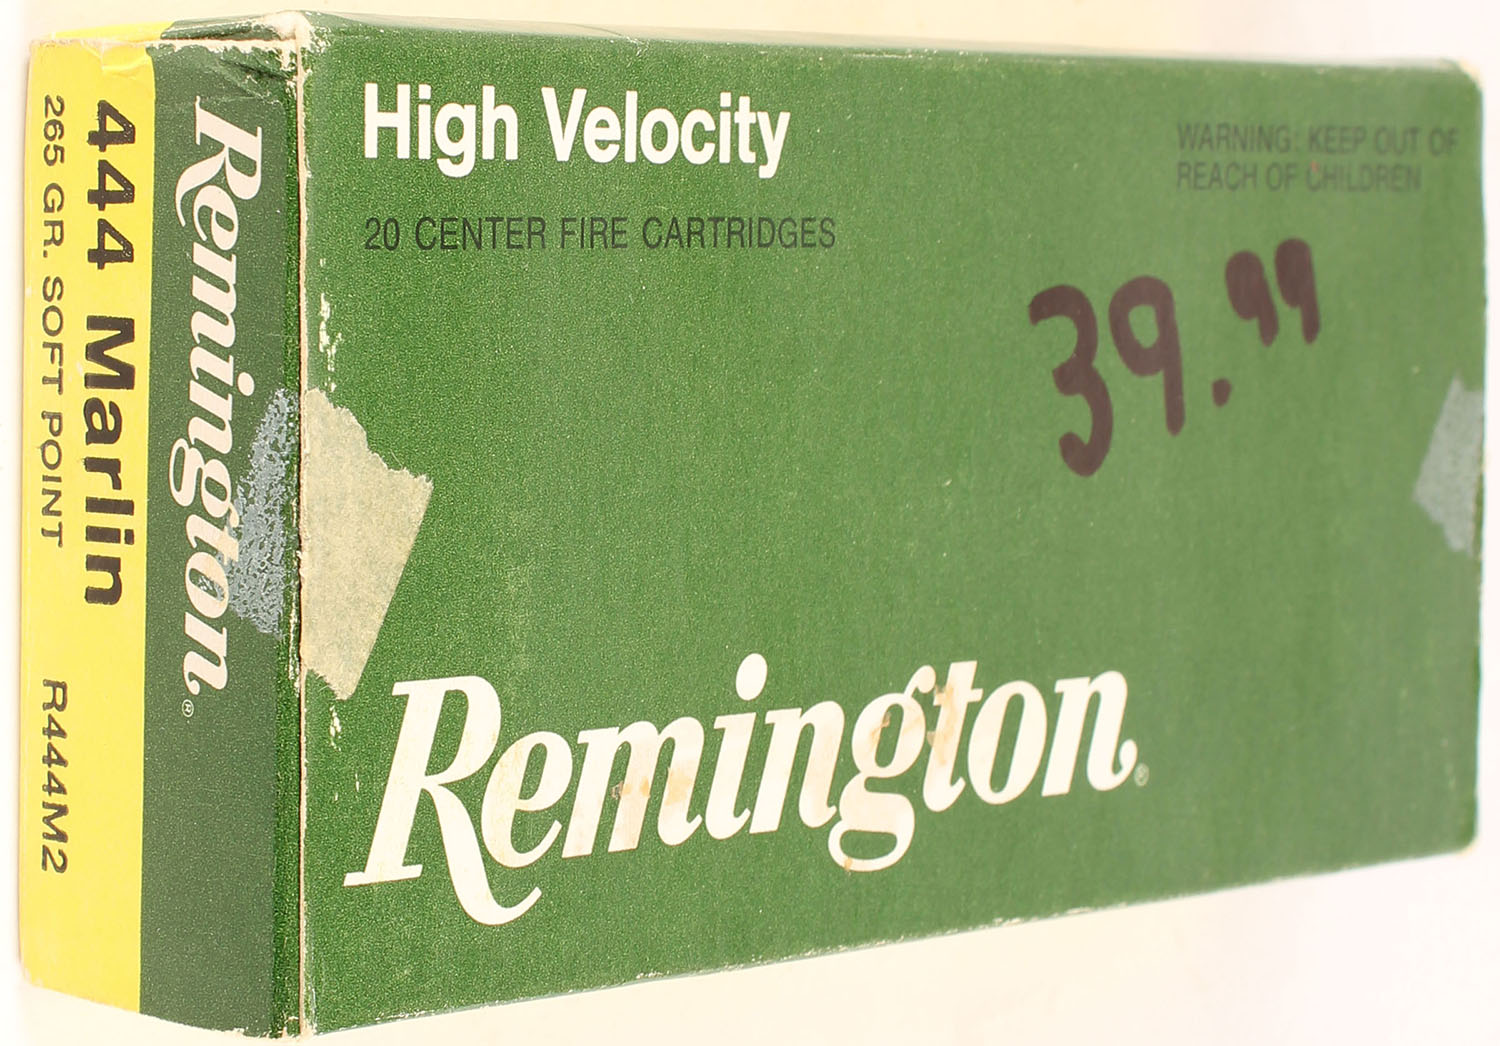 High Velocity
20 CENTER FIRE CARTRIDGES
WARNING: KEEP OUT OF
REACH OF CHILDREN
39.99
Remington®
Remington®
444 Marlin
265 GR. SOFT POINT R444M2